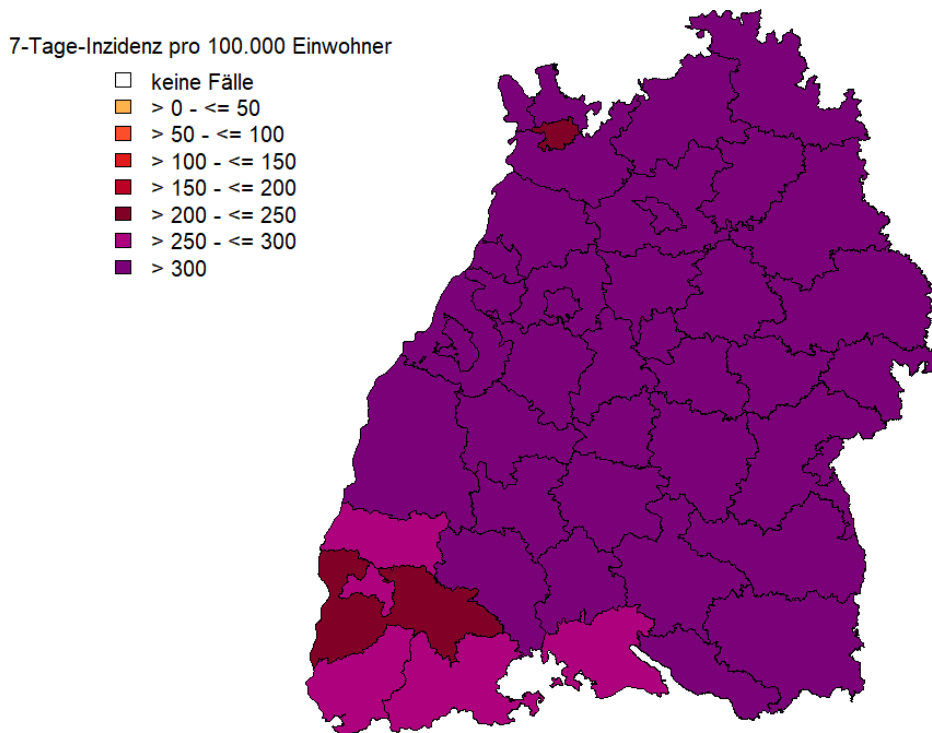 7-Tage-Inzidenz pro 100.000 Einwohner
keine Fälle
> 0 - <= 50
> 50 - <= 100
> 100 - <= 150
> 150 - <= 200
> 200 - <= 250
> 250 - <= 300
> 300